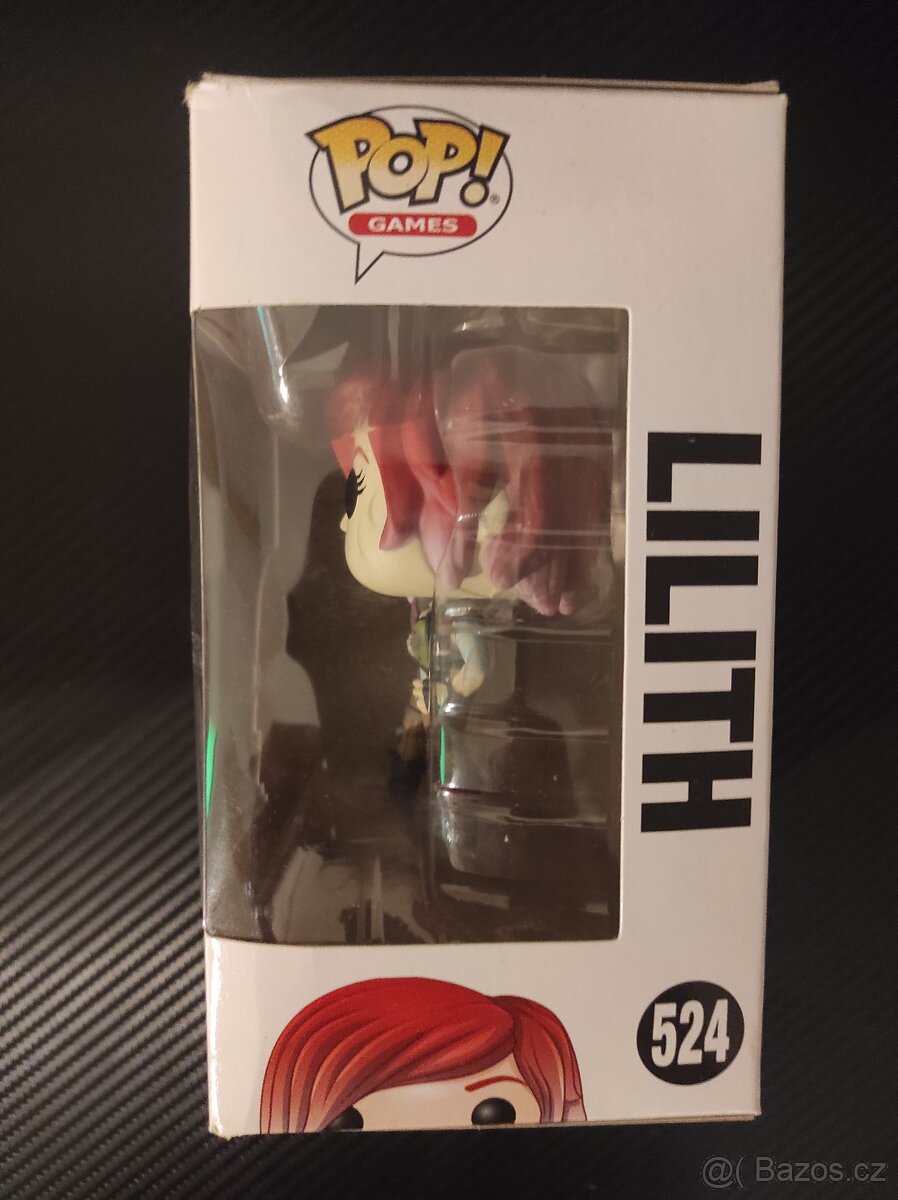 POP!
GAMES
LILITH
524
@( Bazos.cz